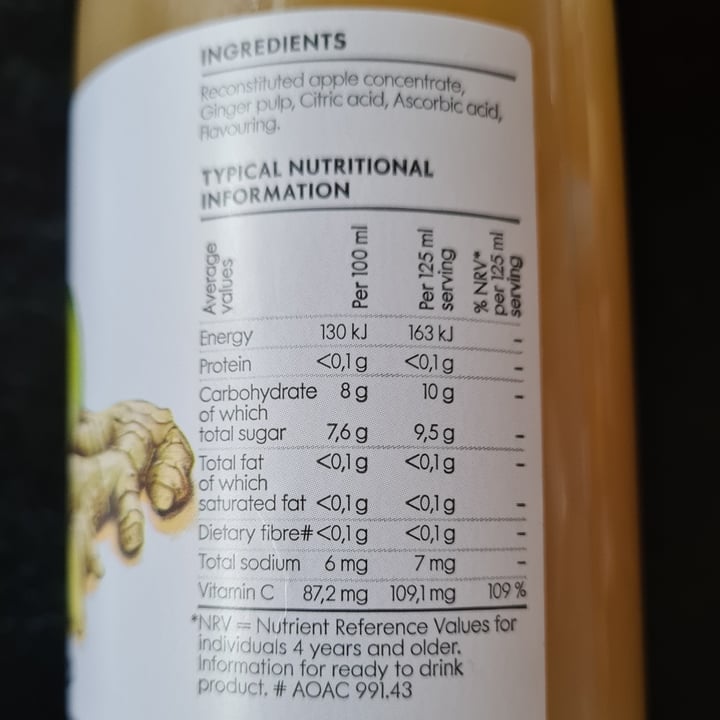 INGREDIENTS
Reconstituted apple concentrate,
Ginger pulp, Citric acid, Ascorbic acid,
Flavouring.
TYPICAL NUTRITIONAL
INFORMATION
Average values Per 100 ml Per 125 ml serving % NRV* per 125 ml serving
Energy 130 kJ 163 kJ –
Protein <0,1 g <0,1 g –
Carbohydrate 8 g 10 g –
of which
total sugar 7,6 g 9,5 g –
Total fat <0,1 g <0,1 g –
of which
saturated fat <0,1 g <0,1 g –
Dietary fibre# <0,1 g <0,1 g –
Total sodium 6 mg 7 mg –
Vitamin C 87,2 mg 109,1 mg 109 %
*NRV = Nutrient Reference Values for
individuals 4 years and older.
Information for ready to drink
product. # AOAC 991.43